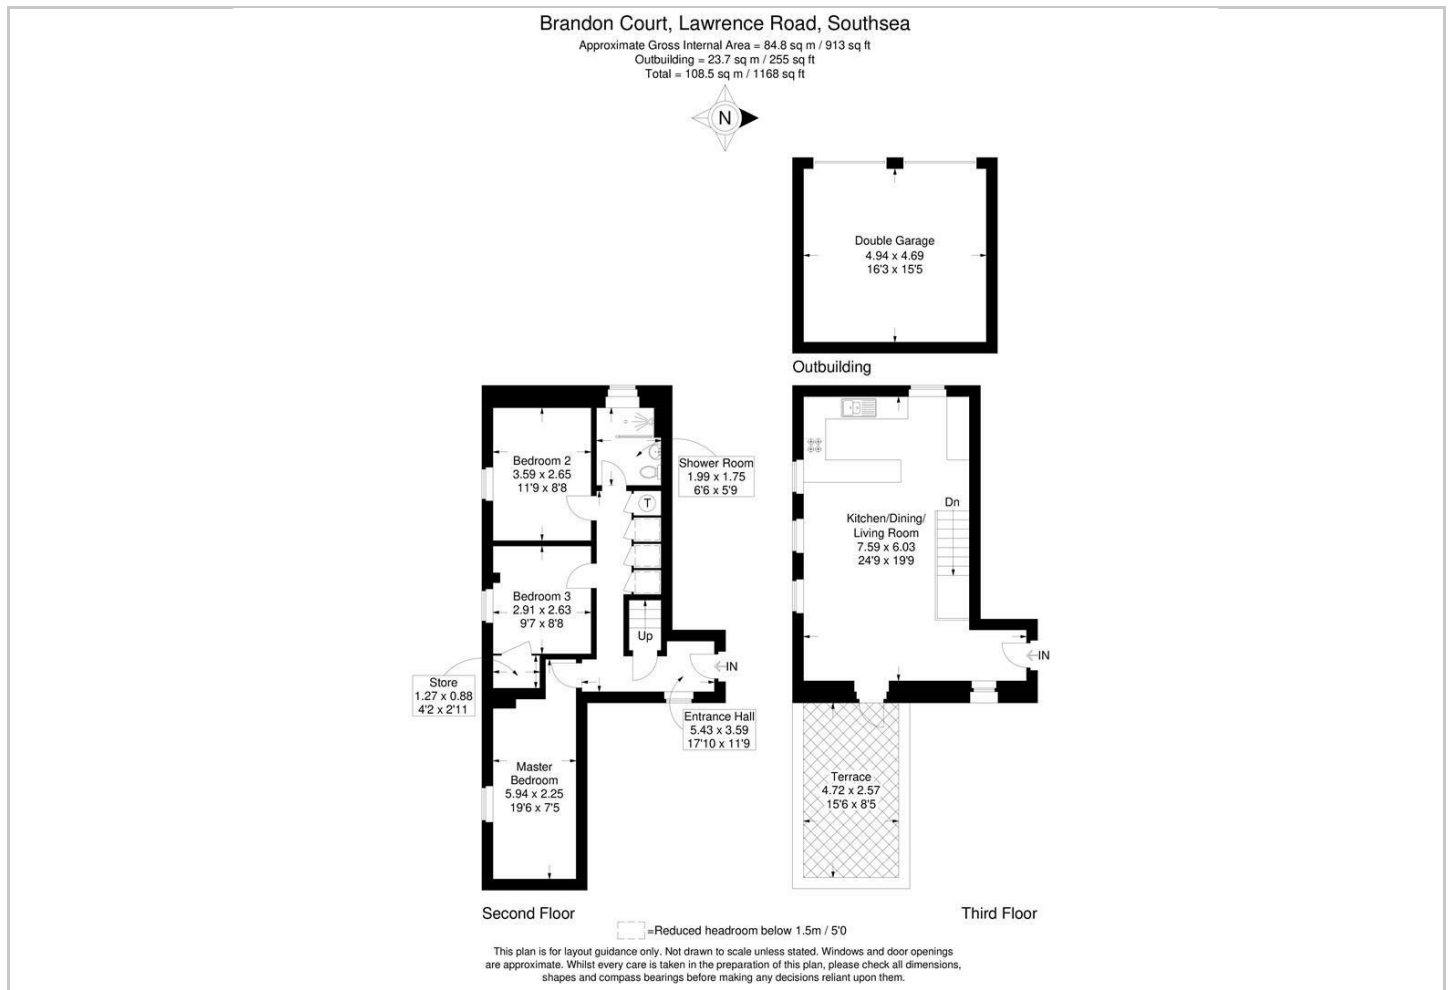 Brandon Court, Lawrence Road, Southsea
Approximate Gross Internal Area = 84.8 sq m / 913 sq ft
Outbuilding = 23.7 sq m / 255 sq ft
Total = 108.5 sq m / 1168 sq ft
N
Double Garage
4.94 x 4.69
16'3 x 15'5
Outbuilding
Bedroom 2
3.59 x 2.65
11'9 x 8'8
Shower Room
1.99 x 1.75
6'6 x 5'9
T
Bedroom 3
2.91 x 2.63
9'7 x 8'8
Up
IN
Store
1.27 x 0.88
4'2 x 2'11
Entrance Hall
5.43 x 3.59
17'10 x 11'9
Master
Bedroom
5.94 x 2.25
19'6 x 7'5
Second Floor
Dn
Kitchen/Dining/
Living Room
7.59 x 6.03
24'9 x 19'9
IN
Terrace
4.72 x 2.57
15'6 x 8'5
Third Floor
=Reduced headroom below 1.5m / 5'0
This plan is for layout guidance only. Not drawn to scale unless stated. Windows and door openings
are approximate. Whilst every care is taken in the preparation of this plan, please check all dimensions,
shapes and compass bearings before making any decisions reliant upon them.